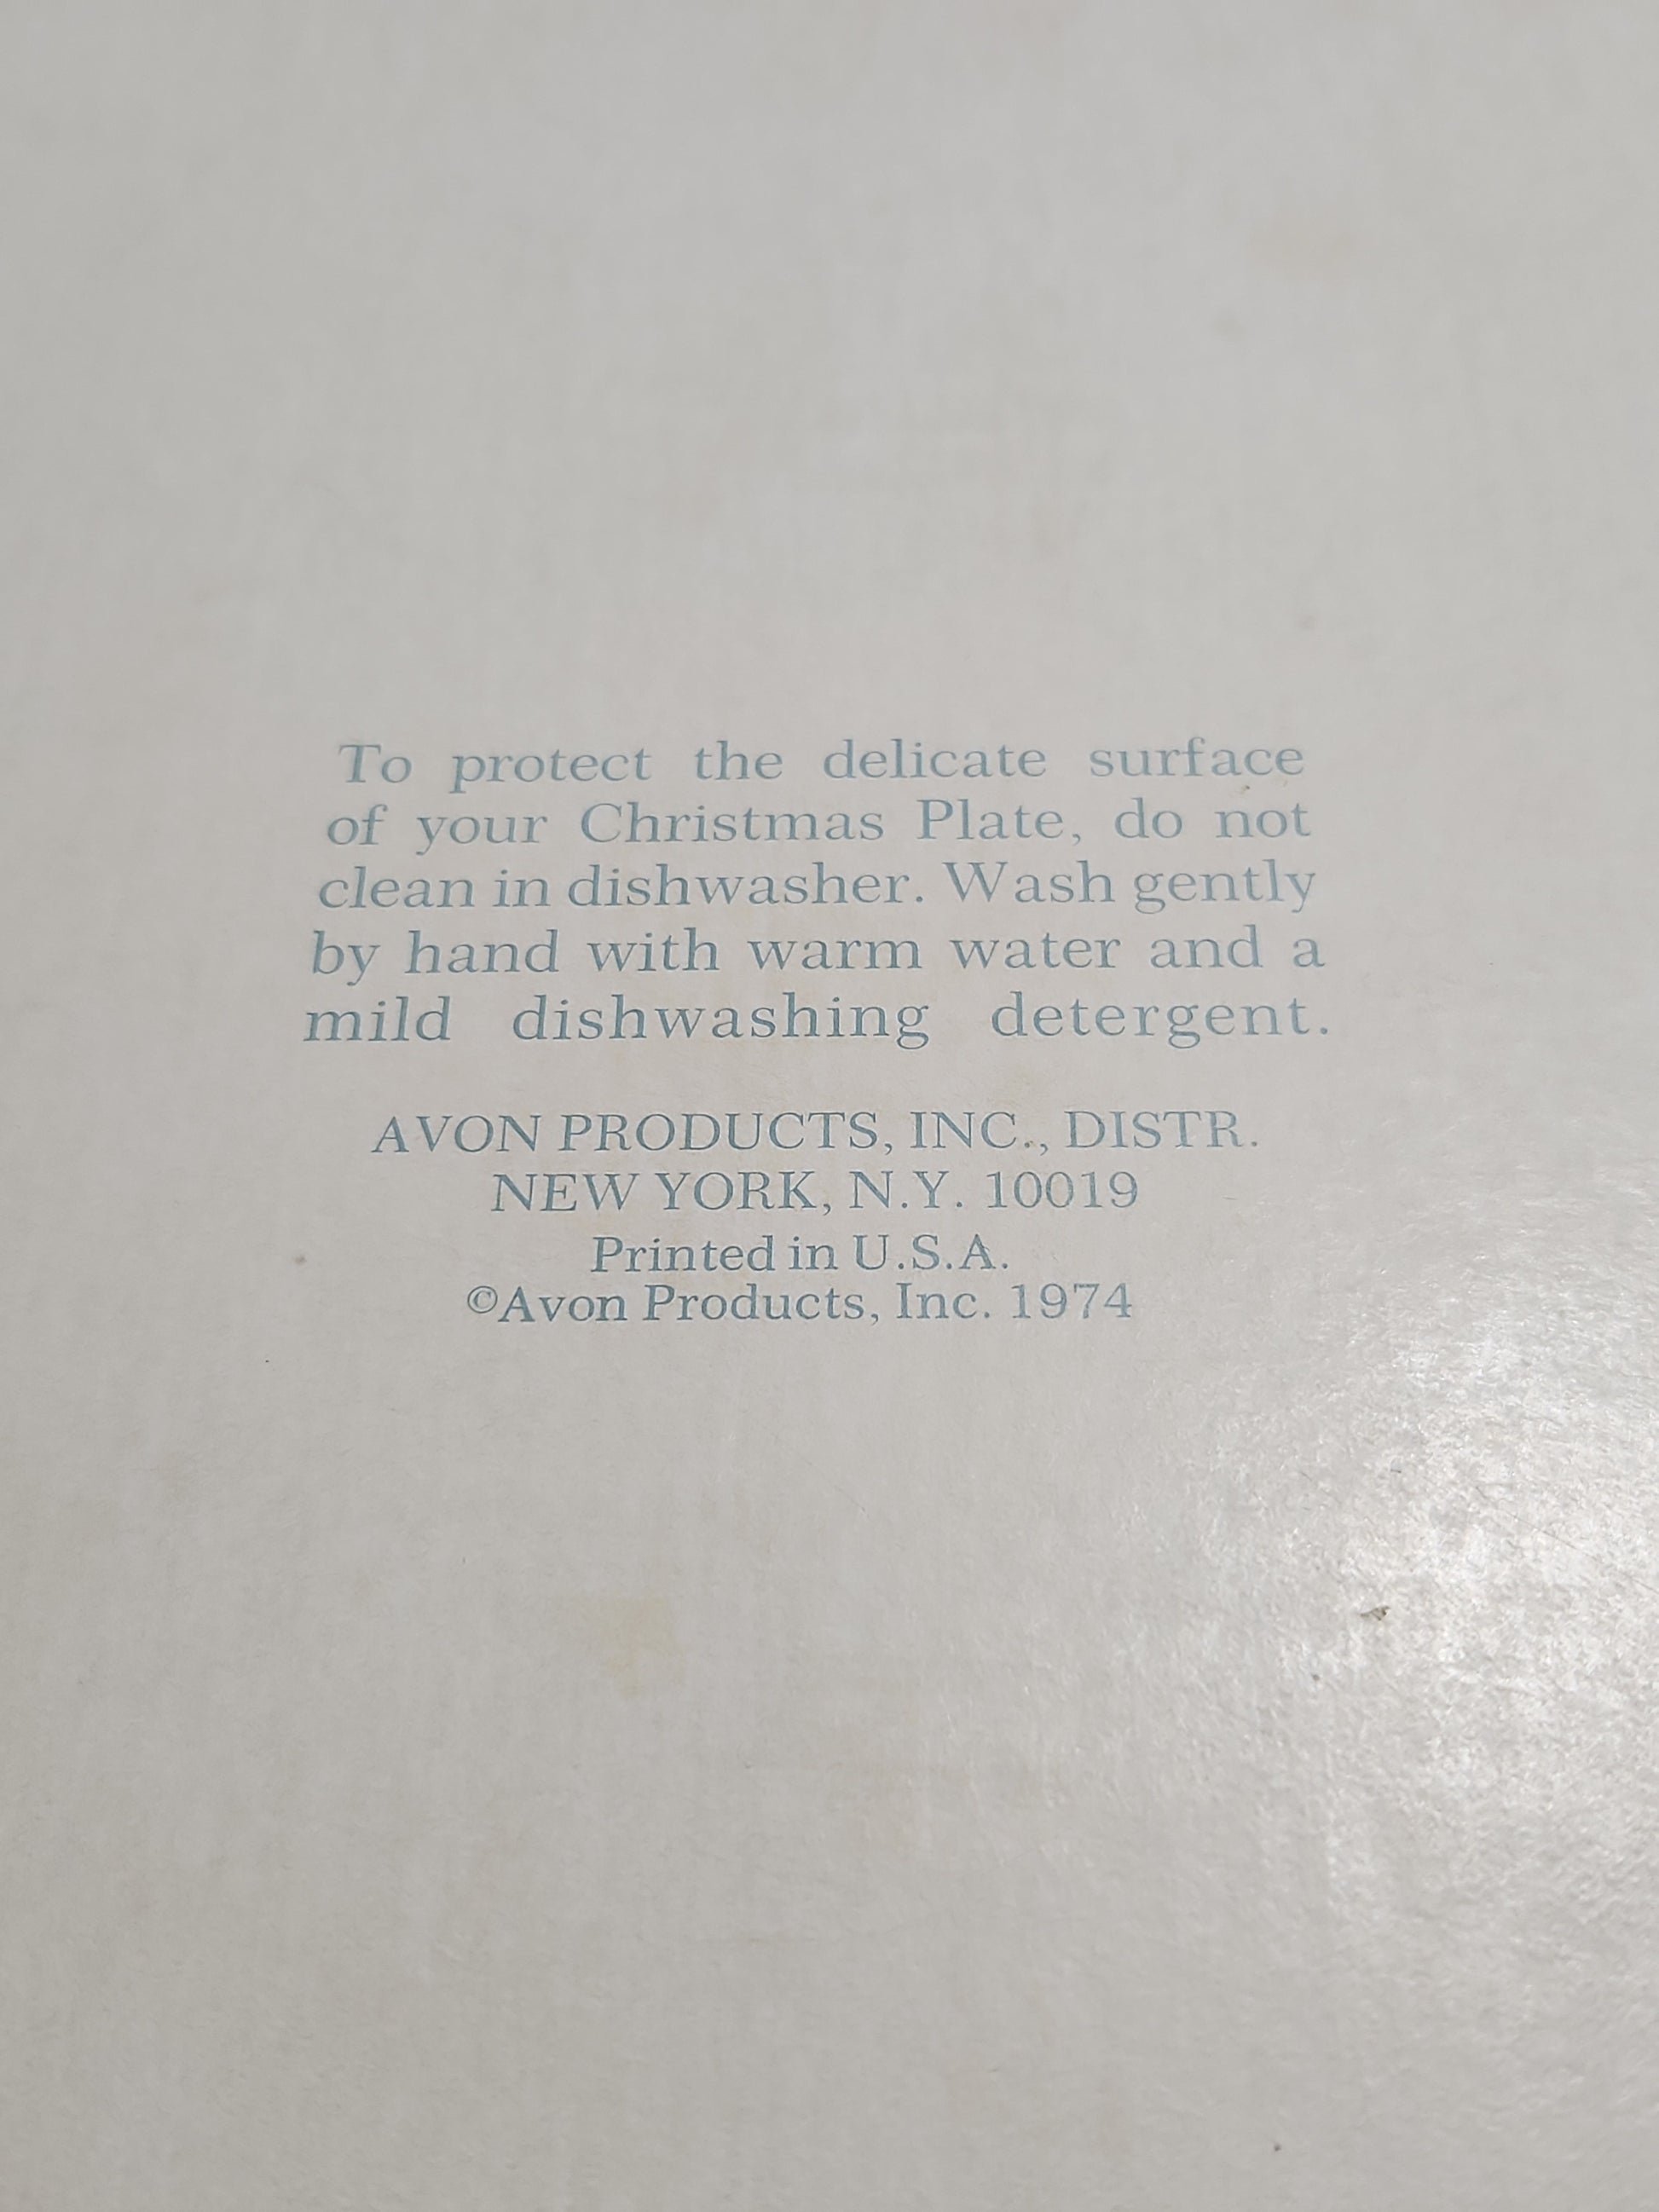 To protect the delicate surface
of your Christmas Plate, do not
clean in dishwasher. Wash gently
by hand with warm water and a
mild dishwashing detergent.
AVON PRODUCTS, INC., DISTR.
NEW YORK, N.Y. 10019
Printed in U.S.A.
©Avon Products, Inc. 1974